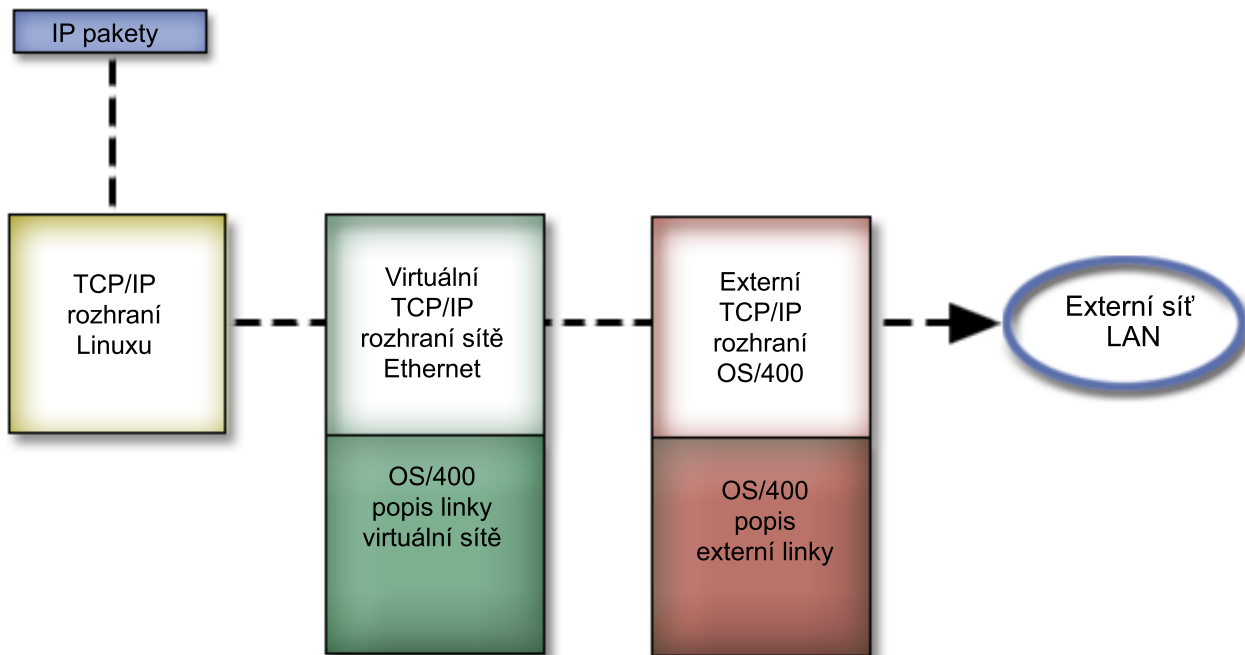 IP pakety
TCP/IP
rozhraní
Linuxu
Virtuální
TCP/IP
rozhraní sítě
Ethernet
OS/400
popis linky
virtuální sítě
Externí
TCP/IP
rozhraní
OS/400
OS/400
popis
externí linky
Externí síť
LAN